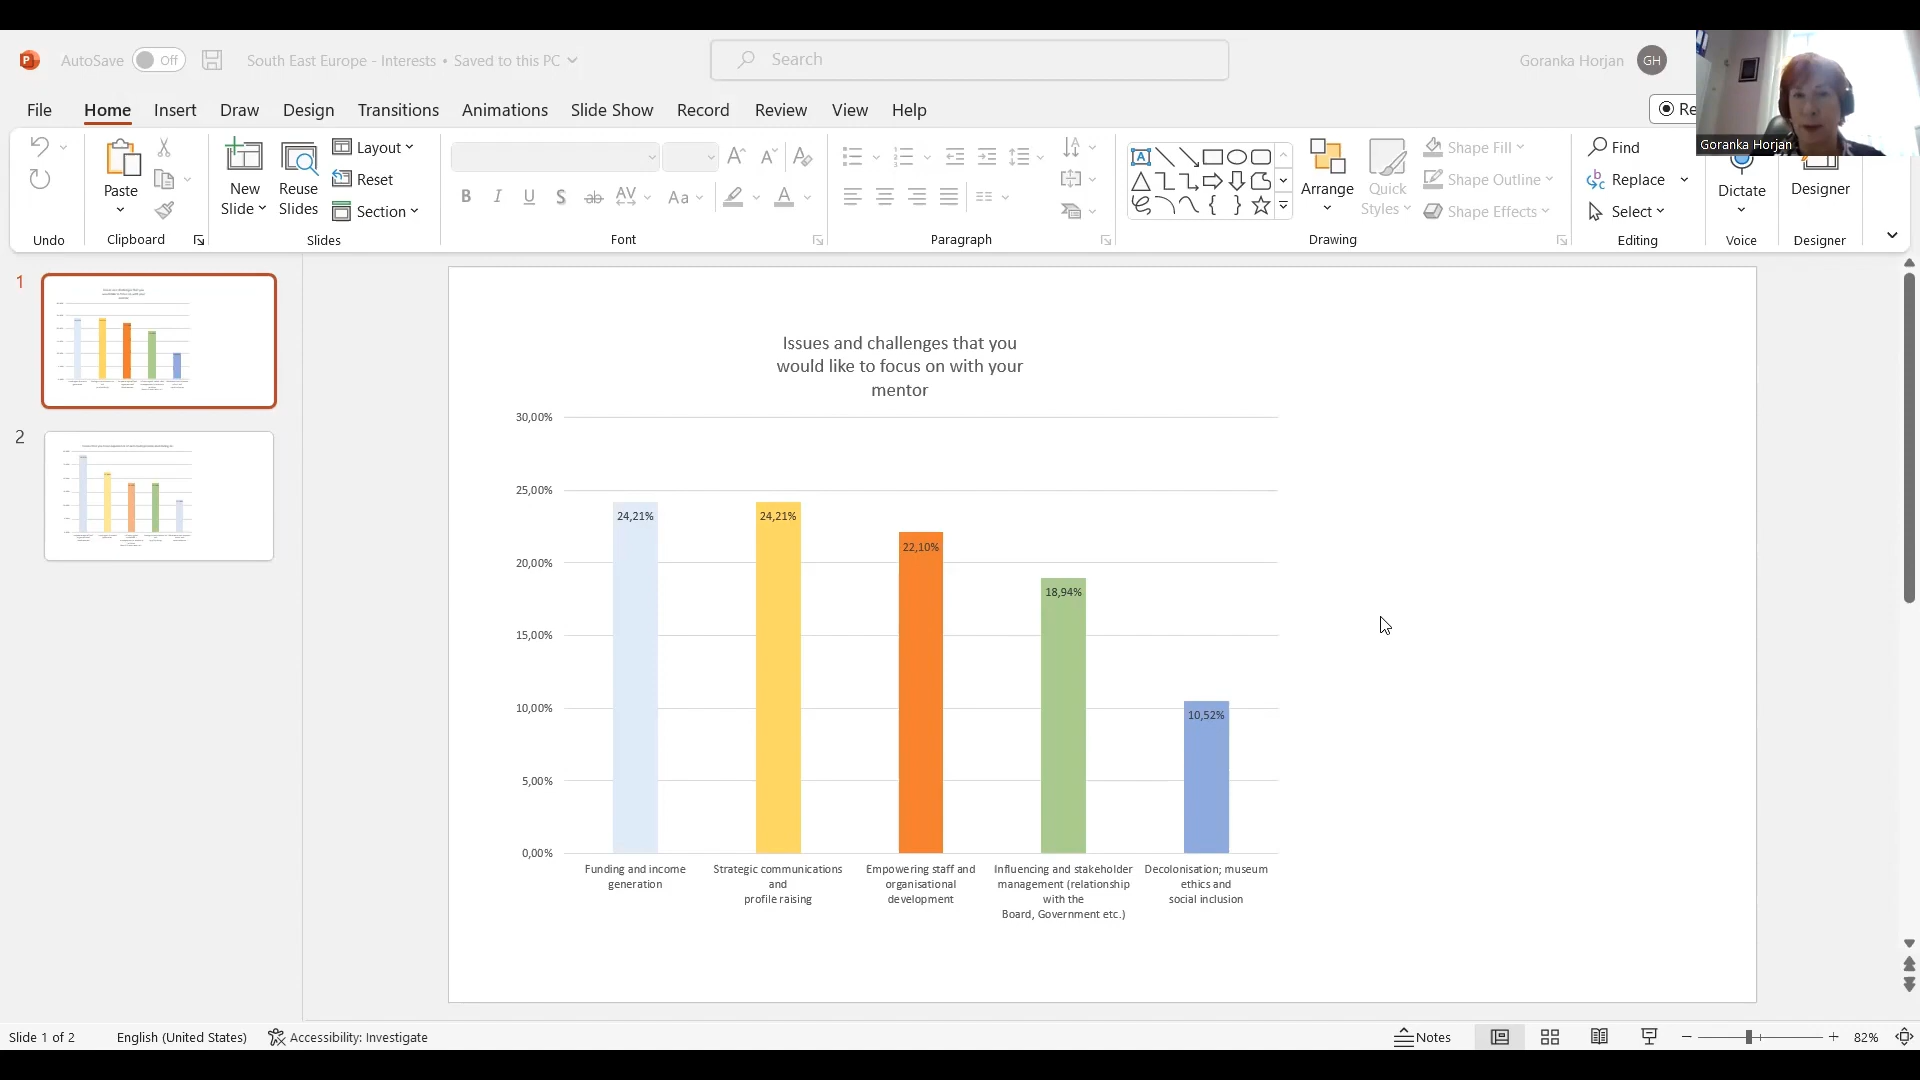 AutoSave Off South East Europe - Interests • Saved to this PC Search Goranka Horjan GH
File Home Insert Draw Design Transitions Animations Slide Show Record Review View Help
Goranka Horjan
Paste
New Slide
Reuse Slides
Layout
Reset
Section
Arrange
Quick Styles
Shape Fill
Shape Outline
Shape Effects
Find
Replace
Select
Dictate
Designer
Undo Clipboard Slides Font Paragraph Drawing Editing Voice Designer
1
2
Issues and challenges that you
would like to focus on with your
mentor
30,00%
25,00%
20,00%
15,00%
10,00%
5,00%
0,00%
24,21%
24,21%
22,10%
18,94%
10,52%
Funding and income
generation
Strategic communications
and
profile raising
Empowering staff and
organisational
development
Influencing and stakeholder
management (relationship
with the
Board, Government etc.)
Decolonisation; museum
ethics and
social inclusion
Slide 1 of 2 English (United States) Accessibility: Investigate Notes 82%